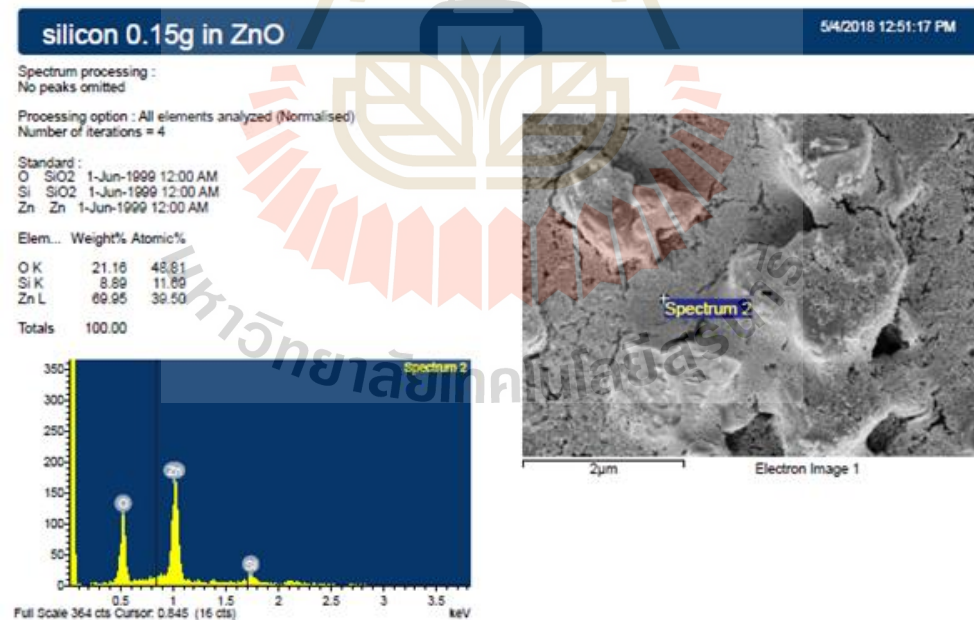 silicon 0.15g in ZnO
5/4/2018 12:51:17 PM
Spectrum processing :
No peaks omitted
Processing option : All elements analyzed (Normalised)
Number of iterations = 4
Standard :
O SiO2 1-Jun-1999 12:00 AM
Si SiO2 1-Jun-1999 12:00 AM
Zn Zn 1-Jun-1999 12:00 AM
Elem... Weight% Atomic%
O K 21.16 48.81
Si K 8.89 11.69
Zn L 69.95 39.50
Totals 100.00
Spectrum 2
2µm Electron Image 1
Spectrum 2
350
300
250
200
150
100
50
0
O Zn Si
0.5 1 1.5 2 2.5 3 3.5
keV
Full Scale 364 cts Cursor: 0.845 (16 cts)